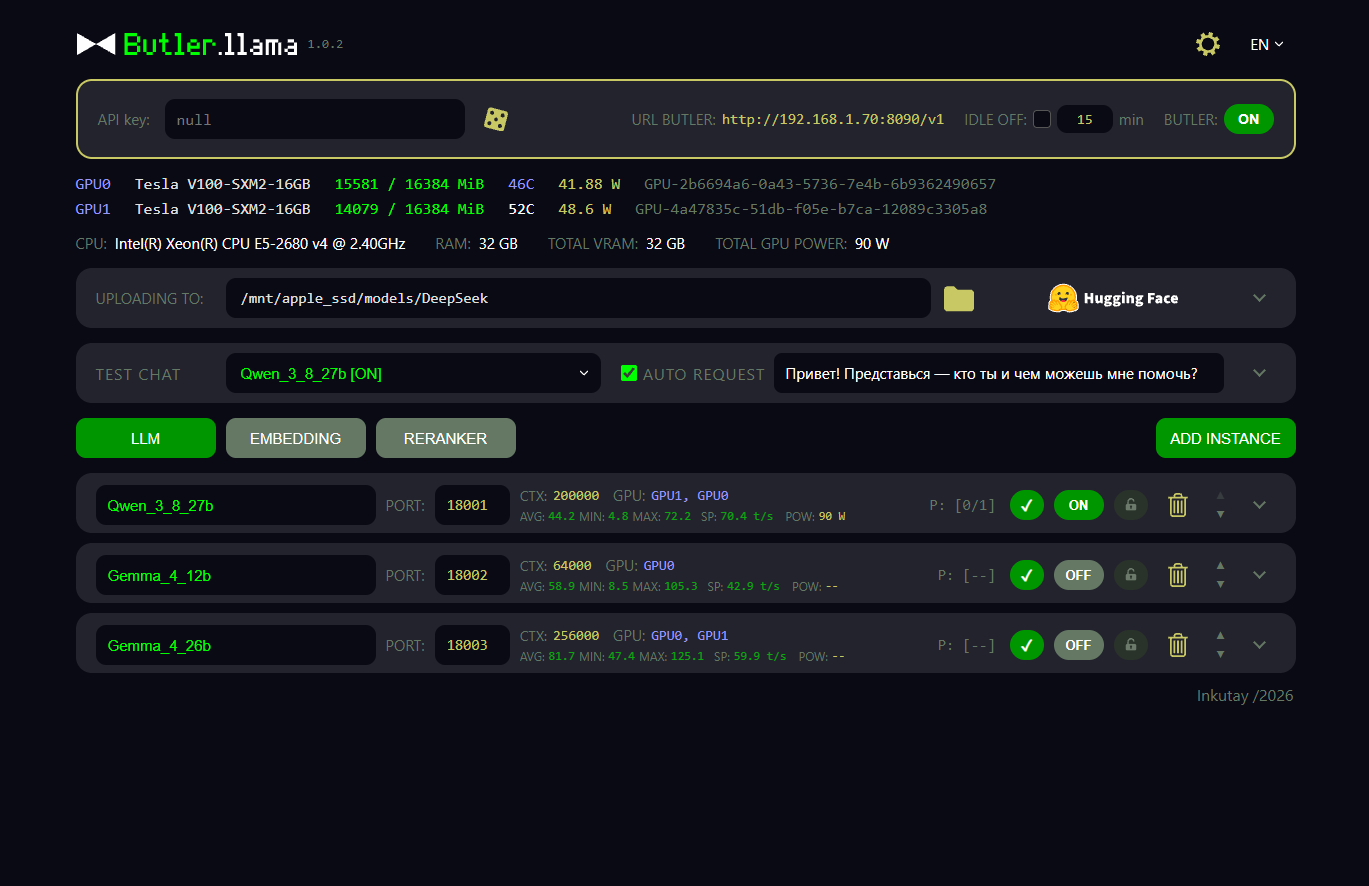 Butler.llama 1.0.2 EN
API key: null URL BUTLER: http://192.168.1.70:8090/v1 IDLE OFF: 15 min BUTLER: ON
GPU0 Tesla V100-SXM2-16GB 15581 / 16384 MiB 46C 41.88 W GPU-2b6694a6-0a43-5736-7e4b-6b9362490657
GPU1 Tesla V100-SXM2-16GB 14079 / 16384 MiB 52C 48.6 W GPU-4a47835c-51db-f05e-b7ca-12089c3305a8
CPU: Intel(R) Xeon(R) CPU E5-2680 v4 @ 2.40GHz RAM: 32 GB TOTAL VRAM: 32 GB TOTAL GPU POWER: 90 W
UPLOADING TO: /mnt/apple_ssd/models/DeepSeek Hugging Face
TEST CHAT Qwen_3_8_27b [ON] AUTO REQUEST Привет! Представься — кто ты и чем можешь мне помочь?
LLM EMBEDDING RERANKER ADD INSTANCE
Qwen_3_8_27b PORT: 18001 CTX: 200000 GPU: GPU1, GPU0 P: [0/1] ON
AVG: 44.2 MIN: 4.8 MAX: 72.2 SP: 70.4 t/s POW: 90 W
Gemma_4_12b PORT: 18002 CTX: 64000 GPU: GPU0 P: [--] OFF
AVG: 58.9 MIN: 8.5 MAX: 105.3 SP: 42.9 t/s POW: --
Gemma_4_26b PORT: 18003 CTX: 256000 GPU: GPU0, GPU1 P: [--] OFF
AVG: 81.7 MIN: 47.4 MAX: 125.1 SP: 59.9 t/s POW: --
Inkutay /2026